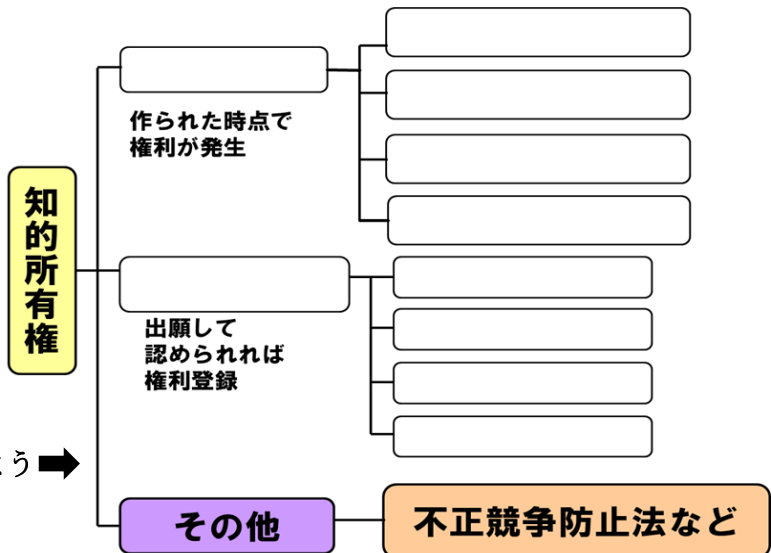 作られた時点で
権利が発生
知的所有権
出願して
認められれば
権利登録
う
その他
不正競争防止法など